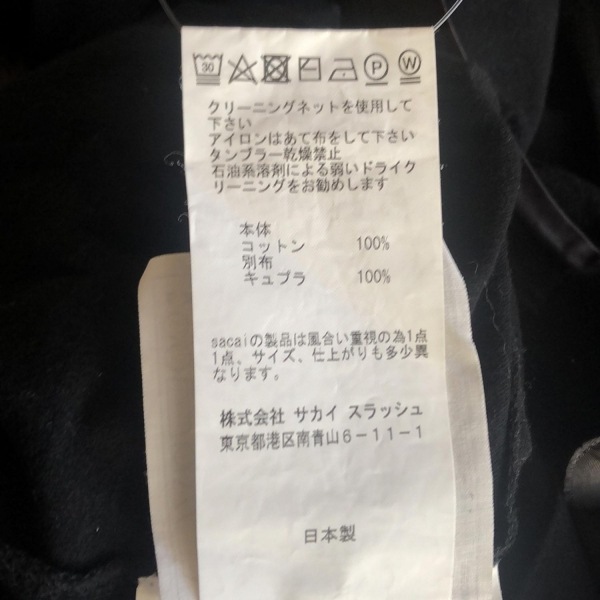 30 P W
クリーニングネットを使用して
下さい
アイロンはあて布をして下さい
タンブラー乾燥禁止
石油系溶剤による弱いドライク
リーニングをお勧めします
本体
コットン 100%
別布
キュプラ 100%
sacaiの製品は風合い重視の為1点
1点、サイズ、仕上がりも多少異
なります。
株式会社 サカイ スラッシュ
東京都港区南青山6-11-1
日本製